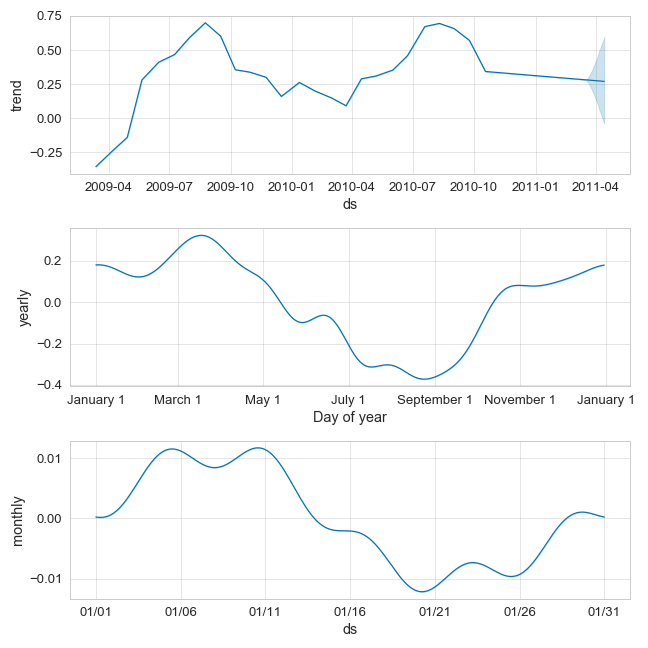 0.75
0.50
0.25
0.00
−0.25
trend
2009-04 2009-07 2009-10 2010-01 2010-04 2010-07 2010-10 2011-01 2011-04
ds
0.2
0.0
−0.2
−0.4
yearly
January 1 March 1 May 1 July 1 September 1 November 1 January 1
Day of year
0.01
0.00
−0.01
monthly
01/01 01/06 01/11 01/16 01/21 01/26 01/31
ds